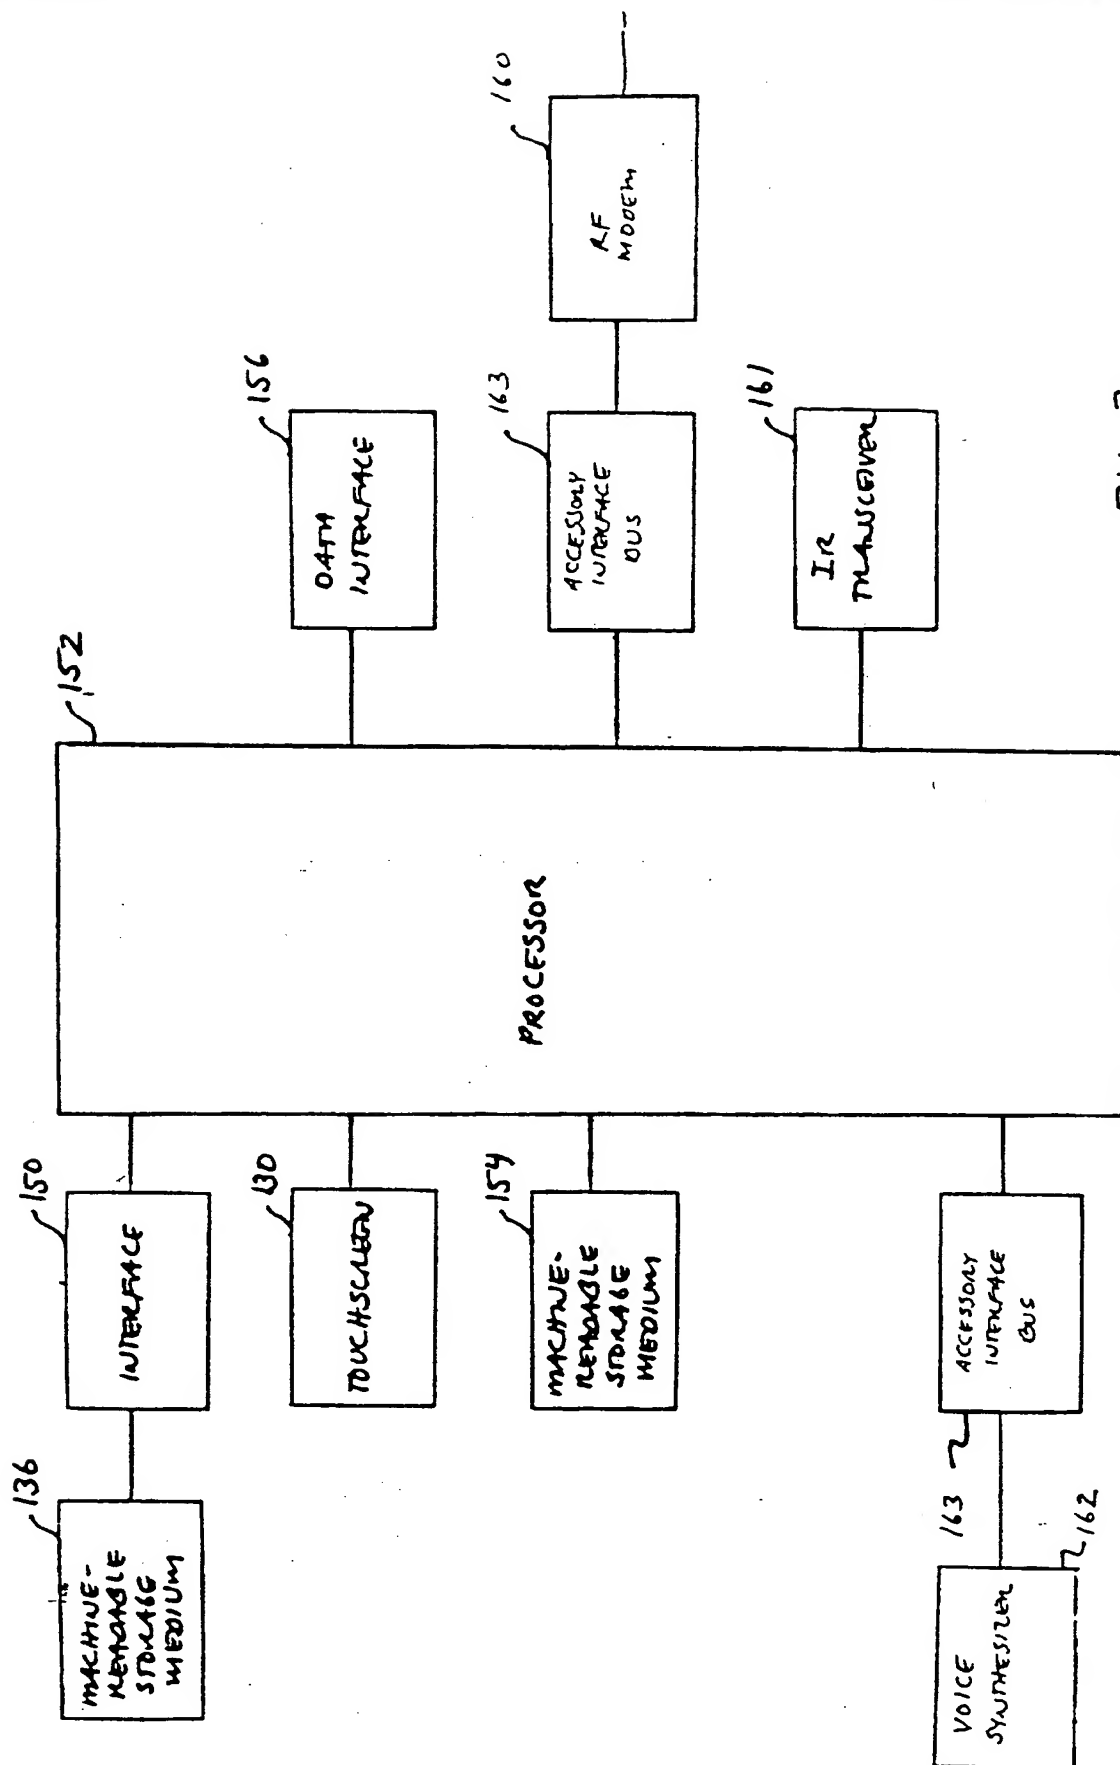 136
MACHINE-
READABLE
STORAGE
MEDIUM
150
INTERFACE
130
TOUCHSCREEN
154
MACHINE-
READABLE
STORAGE
MEDIUM
163
ACCESSORY
INTERFACE
BUS
162
VOICE
SYNTHESIZER
152
PROCESSOR
156
DATA
INTERFACE
163
ACCESSORY
INTERFACE
BUS
160
RF
MODEM
161
IR
TRANSCEIVER